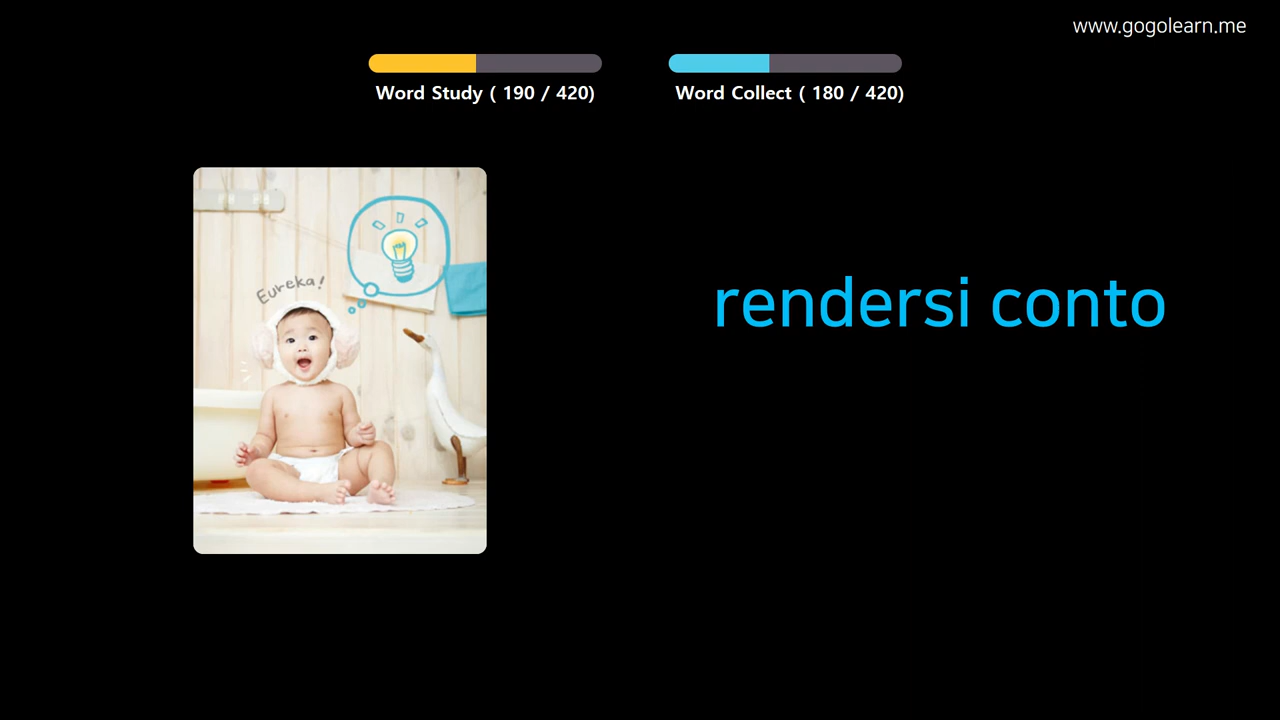 www.gogolearn.me
Word Study ( 190 / 420)
Word Collect ( 180 / 420)
Eureka!
rendersi conto